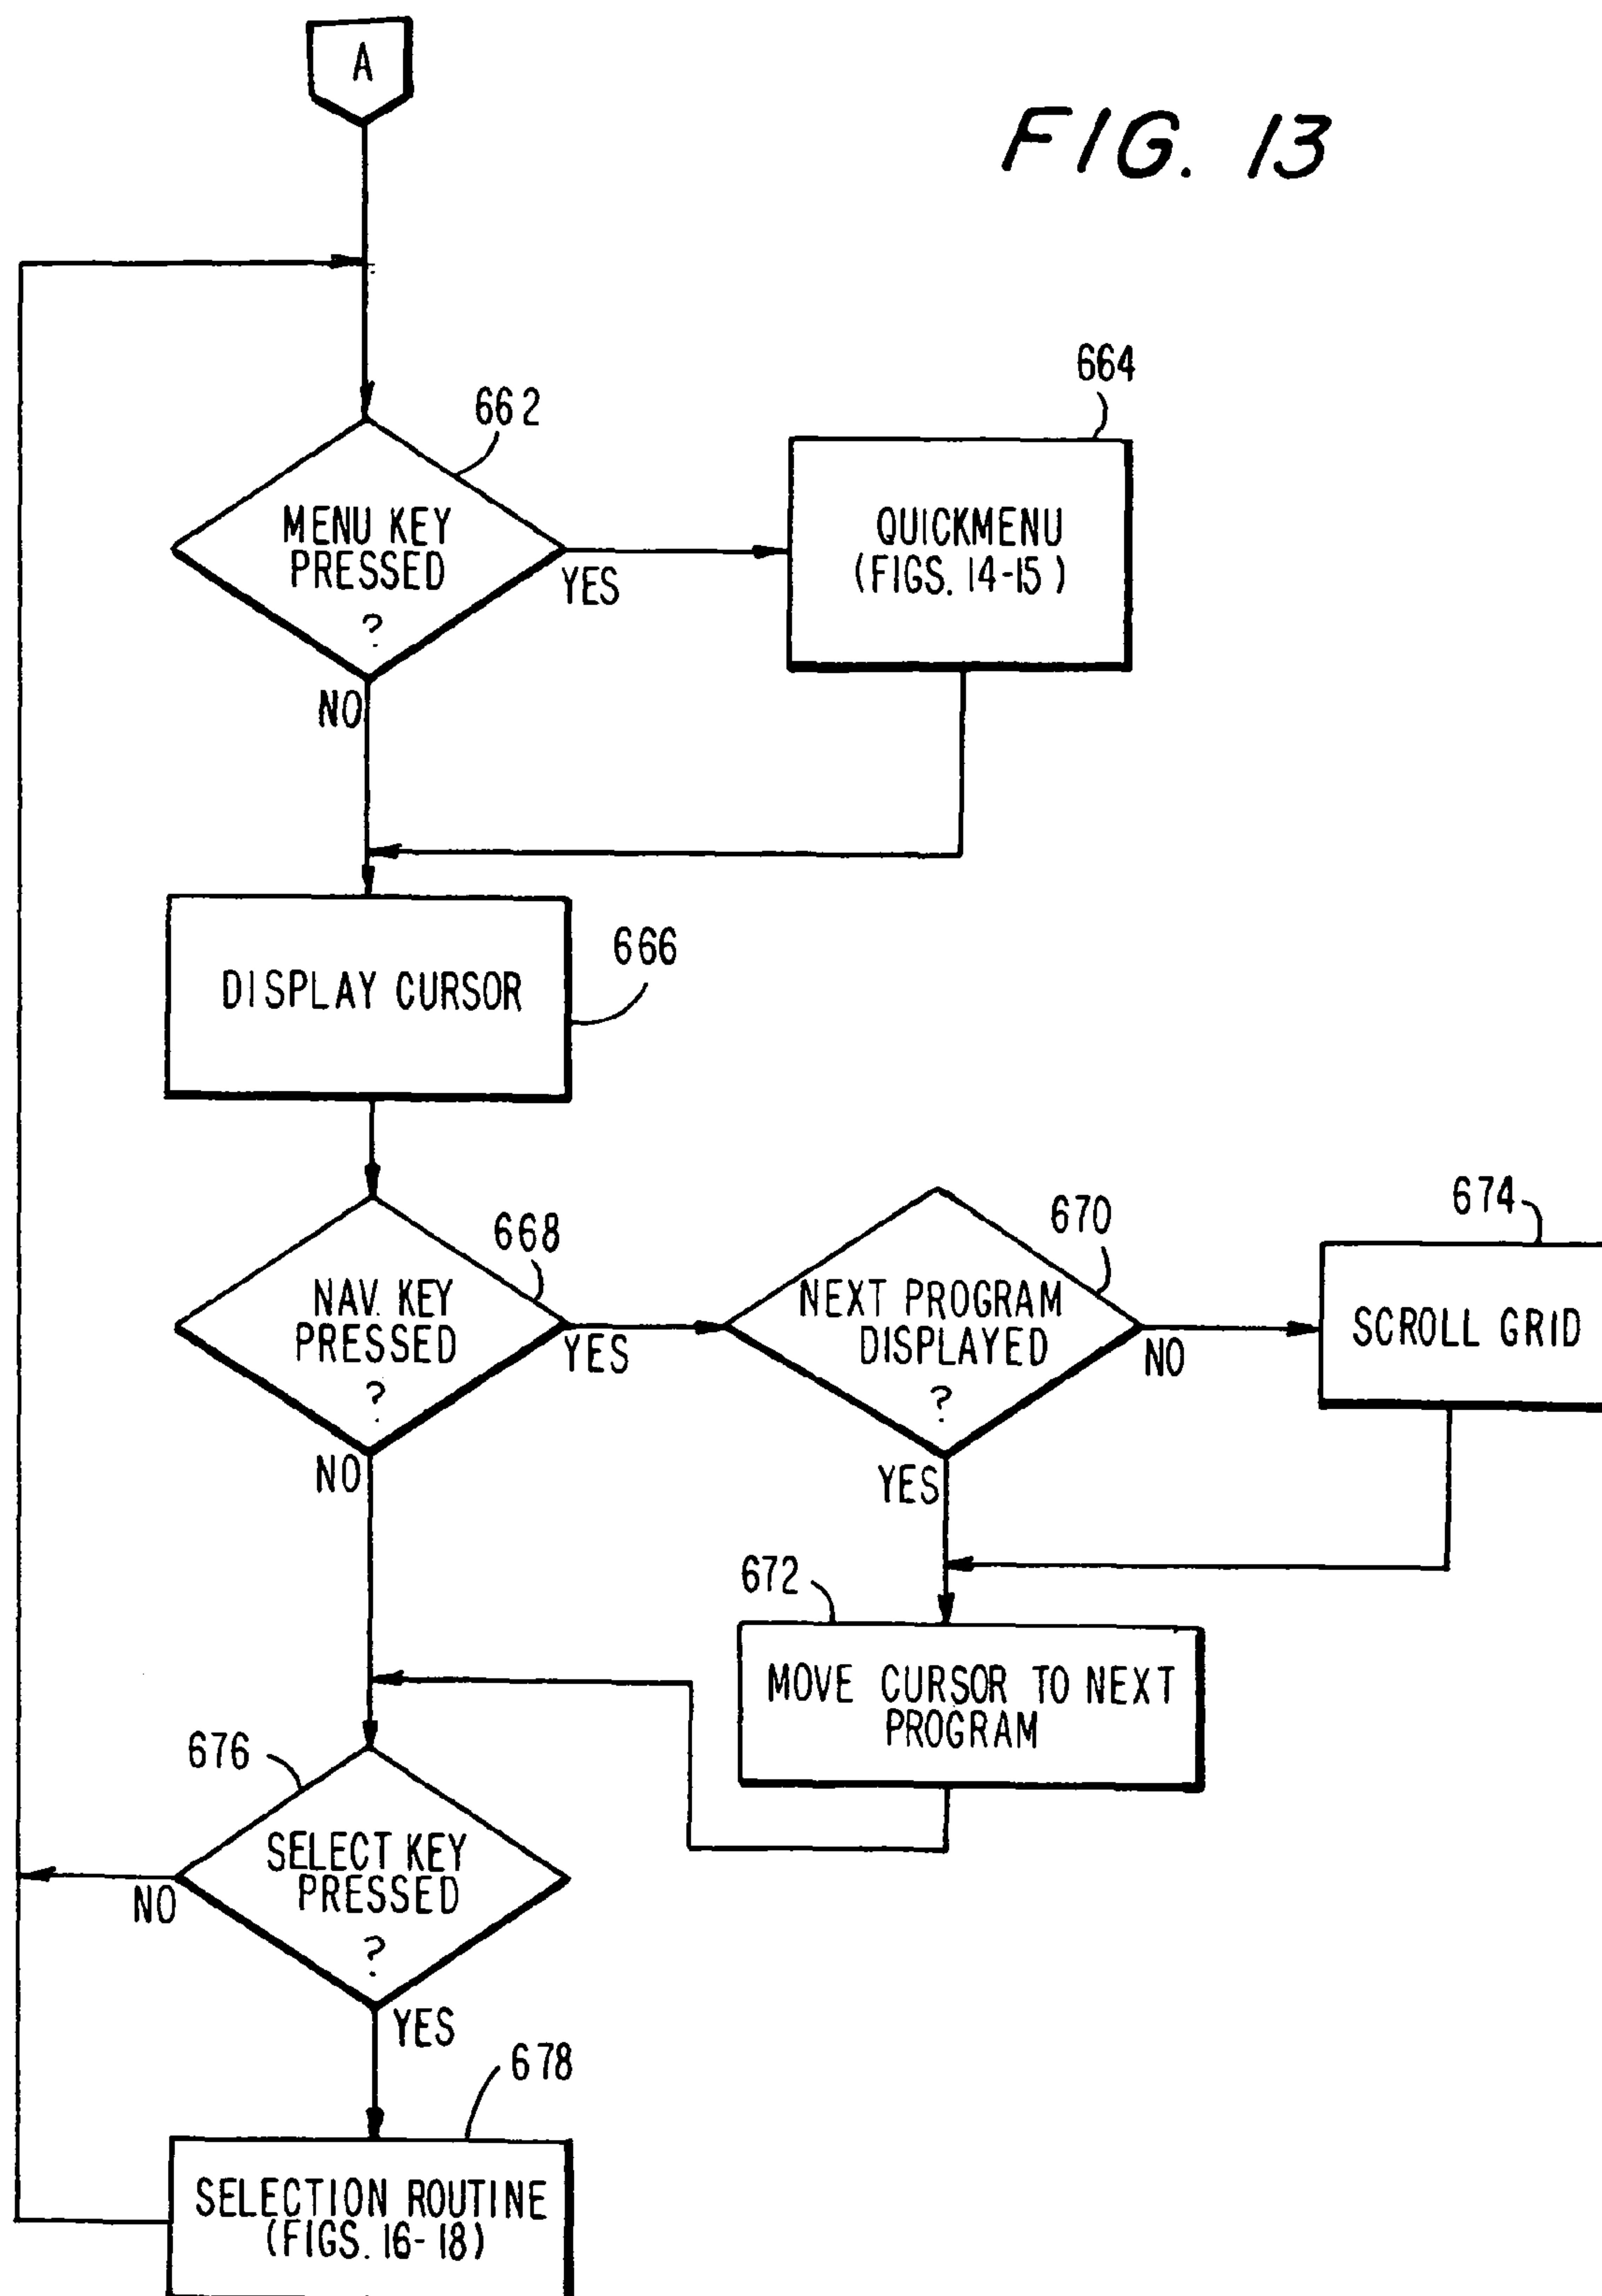 A
FIG. 13
662
664
MENU KEY
PRESSED
?
QUICKMENU
(FIGS. 14-15)
YES
NO
DISPLAY CURSOR
666
668
670
674
NAV. KEY
PRESSED
?
YES
NEXT PROGRAM
DISPLAYED
?
NO
SCROLL GRID
NO
YES
672
MOVE CURSOR TO NEXT
PROGRAM
676
SELECT KEY
PRESSED
?
NO
YES
678
SELECTION ROUTINE
(FIGS. 16-18)